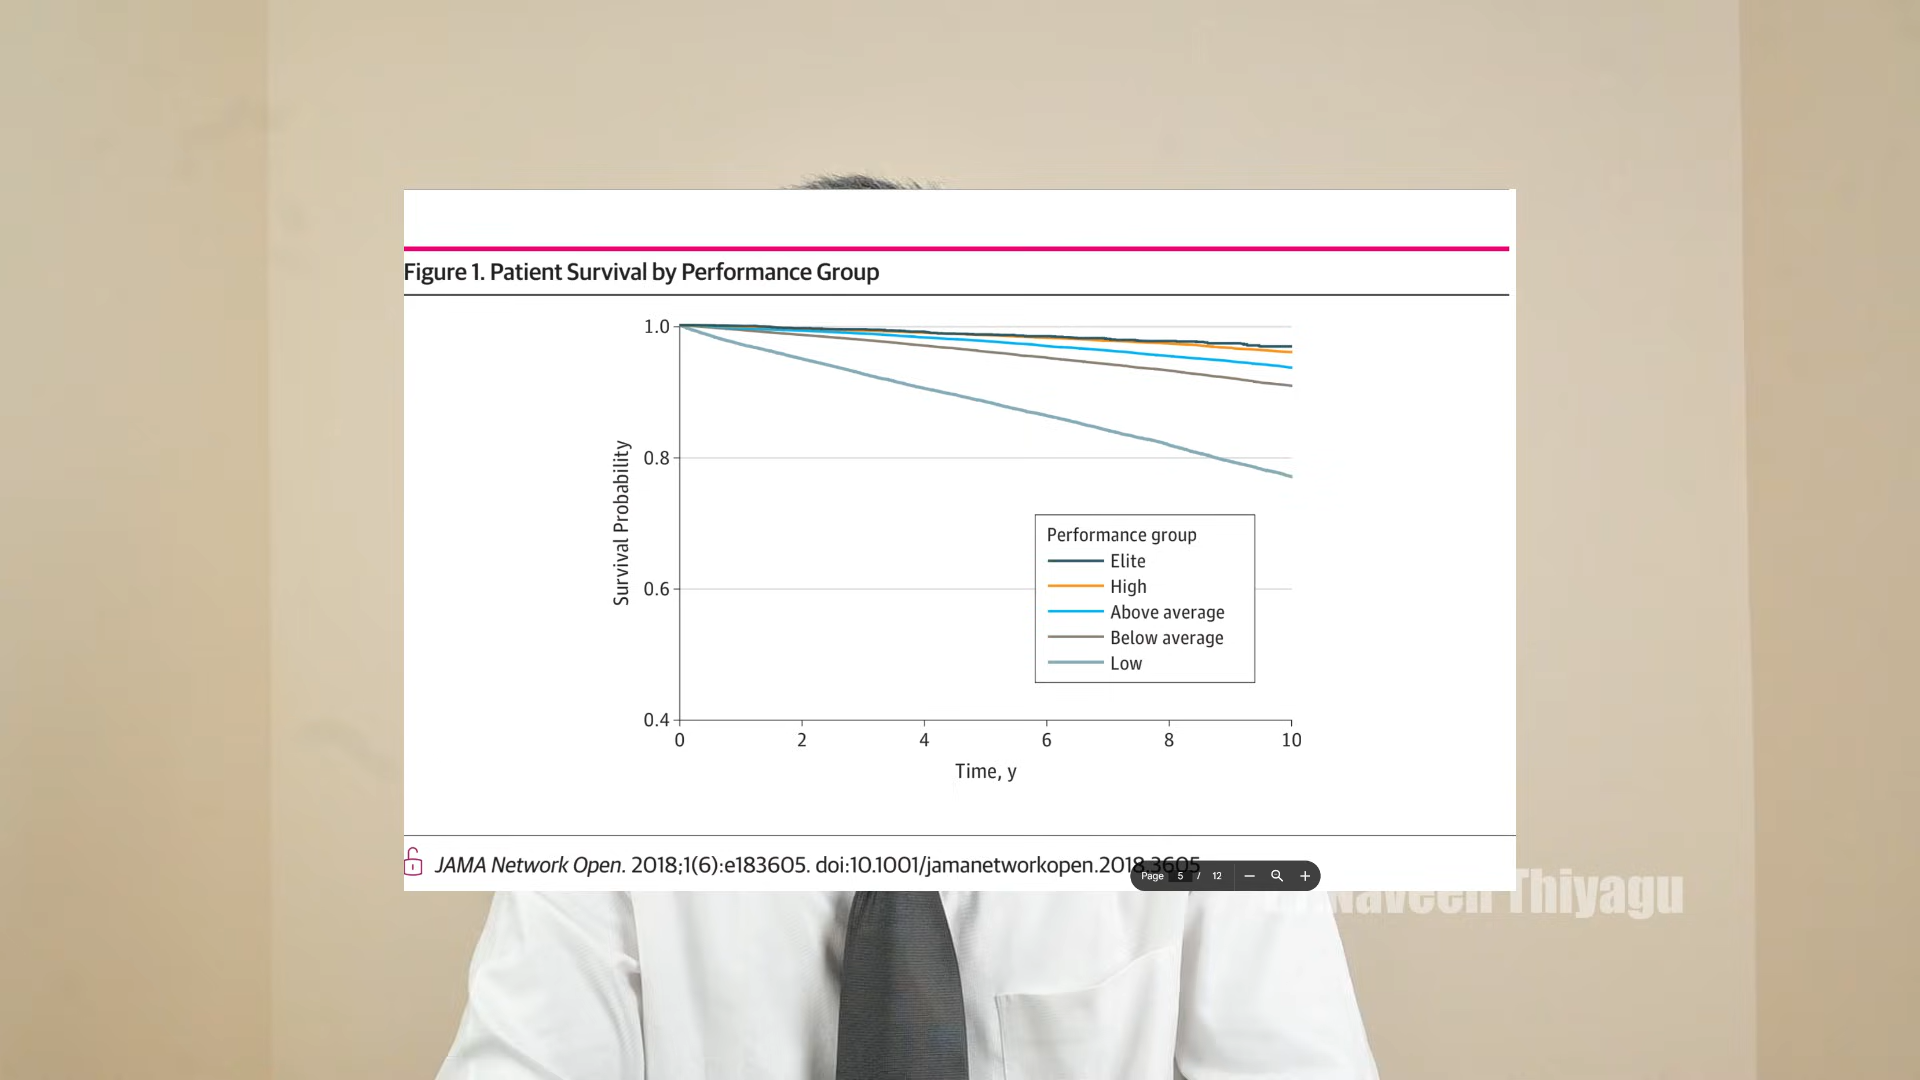 Figure 1. Patient Survival by Performance Group
1.0
0.8
0.6
0.4
Survival Probability
0 2 4 6 8 10
Time, y
Performance group
Elite
High
Above average
Below average
Low
JAMA Network Open. 2018;1(6):e183605. doi:10.1001/jamanetworkopen.2018.3605
Page 5 / 12
Naveen Thiyagu